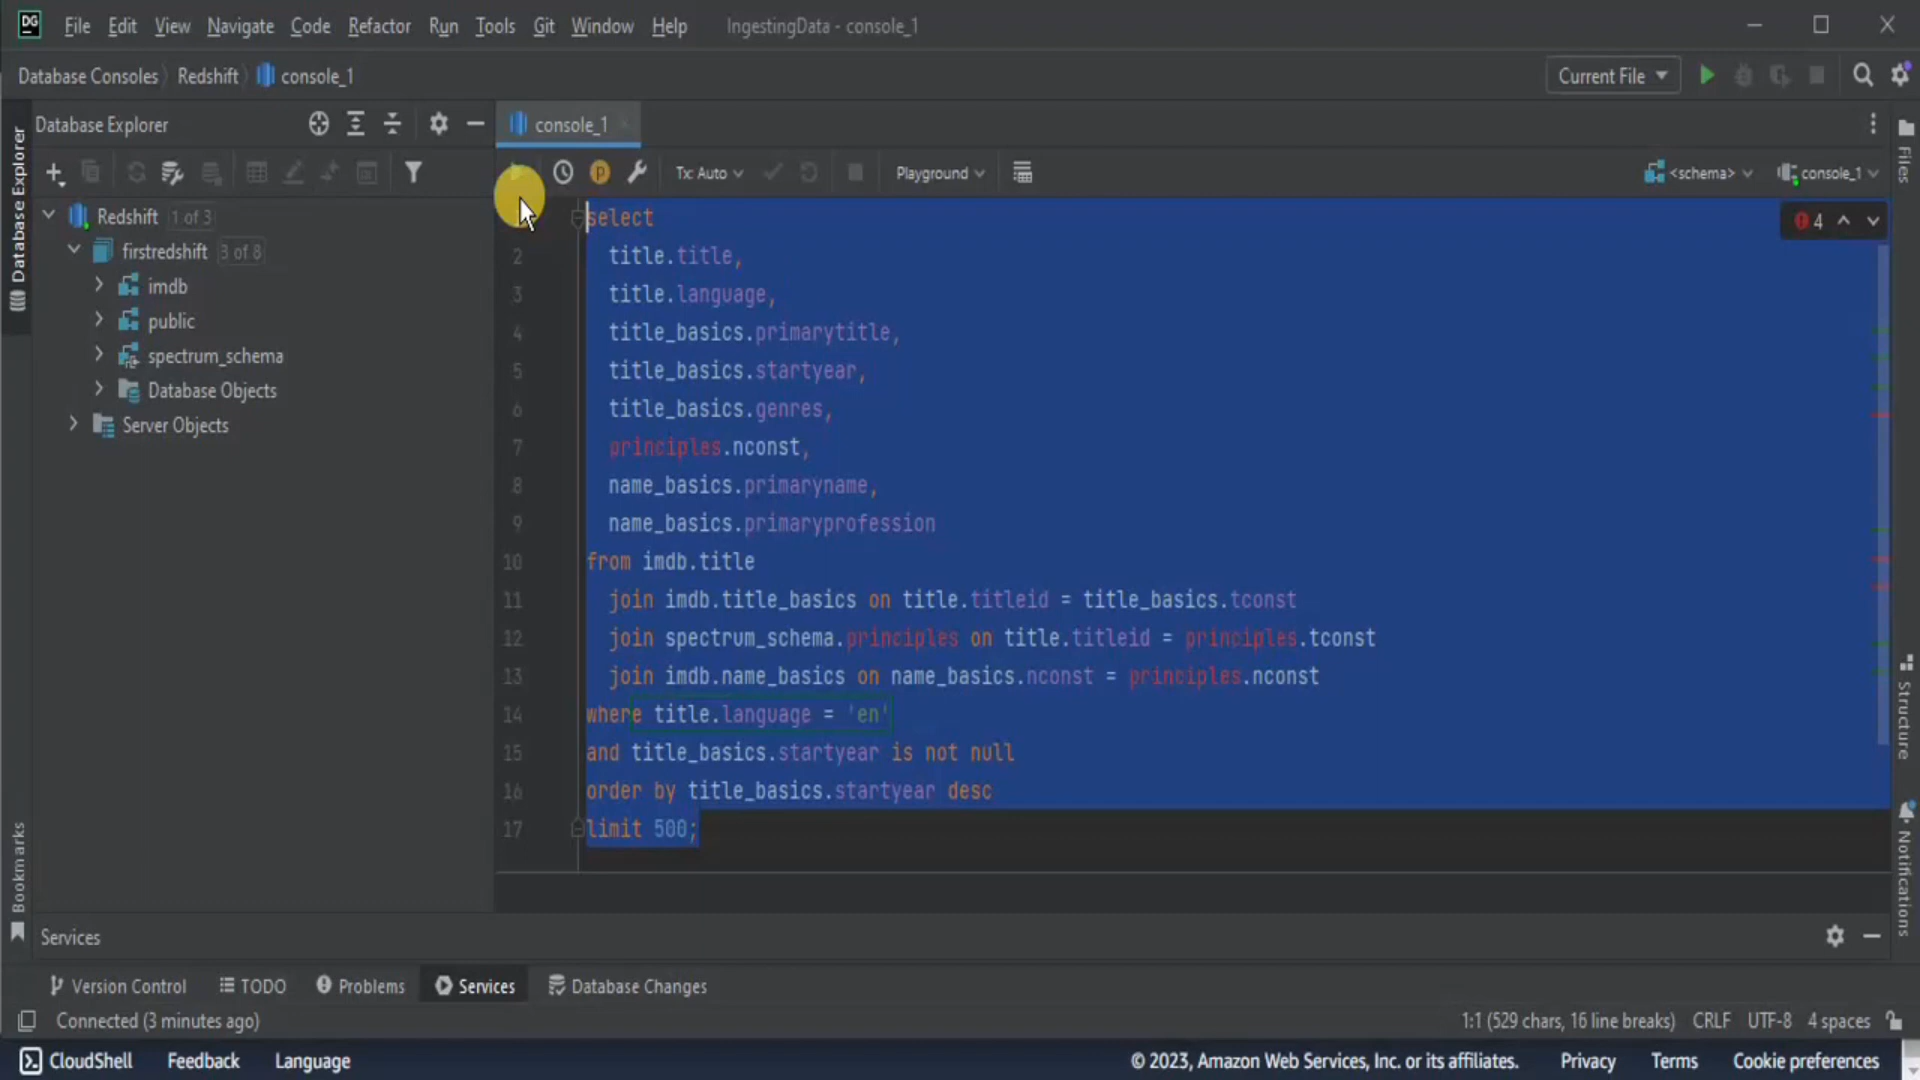 DG File Edit View Navigate Code Refactor Run Tools Git Window Help IngestingData - console_1
Database Consoles Redshift console_1 Current File
Database Explorer console_1
Tx: Auto Playground <schema> console_1
Database Explorer
Files
Redshift 1 of 3
firstredshift 3 of 8
imdb
public
spectrum_schema
Database Objects
Server Objects
select
4
2 title.title,
3 title.language,
4 title_basics.primarytitle,
5 title_basics.startyear,
6 title_basics.genres,
7 principles.nconst,
8 name_basics.primaryname,
9 name_basics.primaryprofession
10 from imdb.title
11 join imdb.title_basics on title.titleid = title_basics.tconst
12 join spectrum_schema.principles on title.titleid = principles.tconst
13 join imdb.name_basics on name_basics.nconst = principles.nconst
14 where title.language = 'en'
15 and title_basics.startyear is not null
16 order by title_basics.startyear desc
17 limit 500;
Structure
Bookmarks
Notifications
Services
Version Control TODO Problems Services Database Changes
Connected (3 minutes ago) 1:1 (529 chars, 16 line breaks) CRLF UTF-8 4 spaces
CloudShell Feedback Language © 2023, Amazon Web Services, Inc. or its affiliates. Privacy Terms Cookie preferences